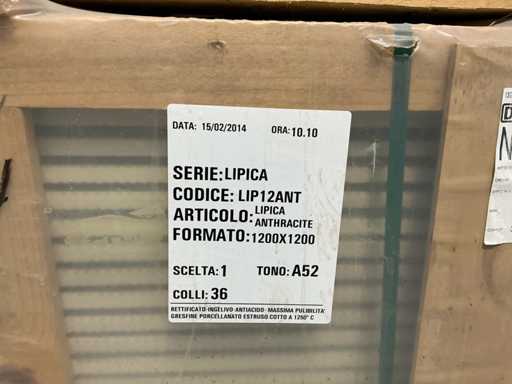 DATA: 15/02/2014 ORA:10.10
SERIE:LIPICA
CODICE: LIP12ANT
ARTICOLO:LIPICA ANTHRACITE
FORMATO:1200X1200
SCELTA:1 TONO: A52
COLLI: 36
RETTIFICATO-INGELIVO-ANTIACIDO-MASSIMA PULIBILITA'
GRESFINE PORCELLANATO ESTRUSO COTTO A 1250° C